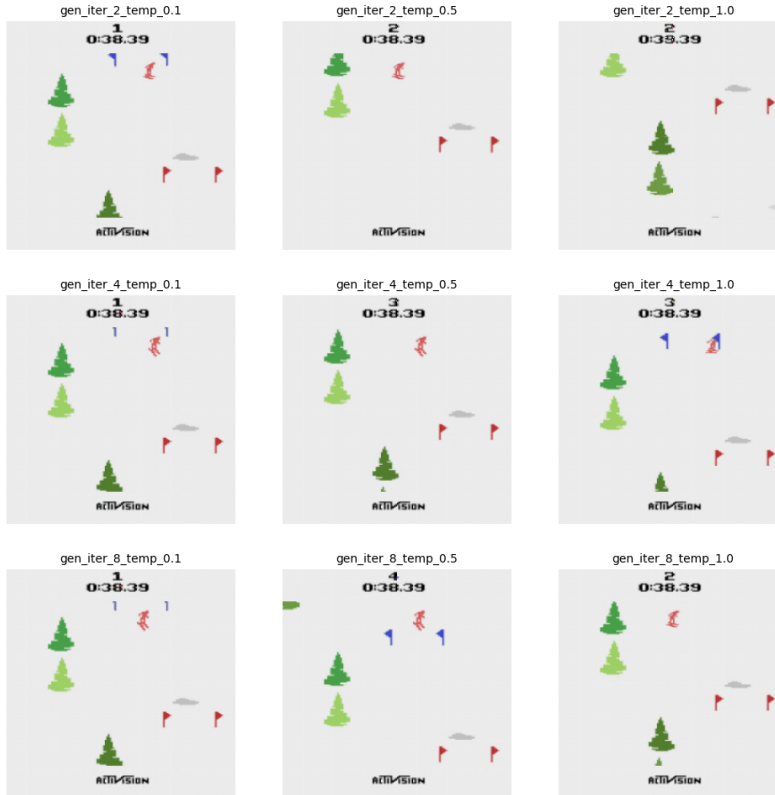 gen_iter_2_temp_0.1
1
0:38.39
ACTIVISION
gen_iter_2_temp_0.5
2
0:38.39
ACTIVISION
gen_iter_2_temp_1.0
2
0:39.39
ACTIVISION
gen_iter_4_temp_0.1
1
0:38.39
ACTIVISION
gen_iter_4_temp_0.5
3
0:38.39
ACTIVISION
gen_iter_4_temp_1.0
3
0:38.39
ACTIVISION
gen_iter_8_temp_0.1
1
0:38.39
ACTIVISION
gen_iter_8_temp_0.5
4
0:38.39
ACTIVISION
gen_iter_8_temp_1.0
2
0:38.39
ACTIVISION